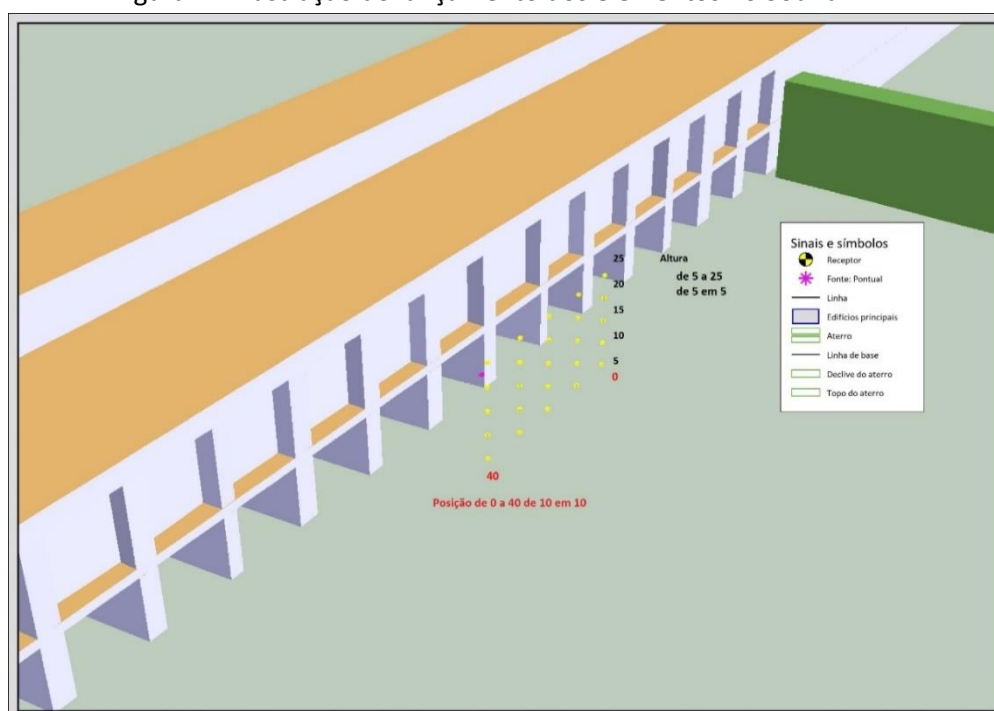 25
Altura
20
de 5 a 25
de 5 em 5
15
10
5
0
40
Posição de 0 a 40 de 10 em 10
Sinais e símbolos
Receptor
Fonte: Pontual
Linha
Edifícios principais
Aterro
Linha de base
Declive do aterro
Topo do aterro